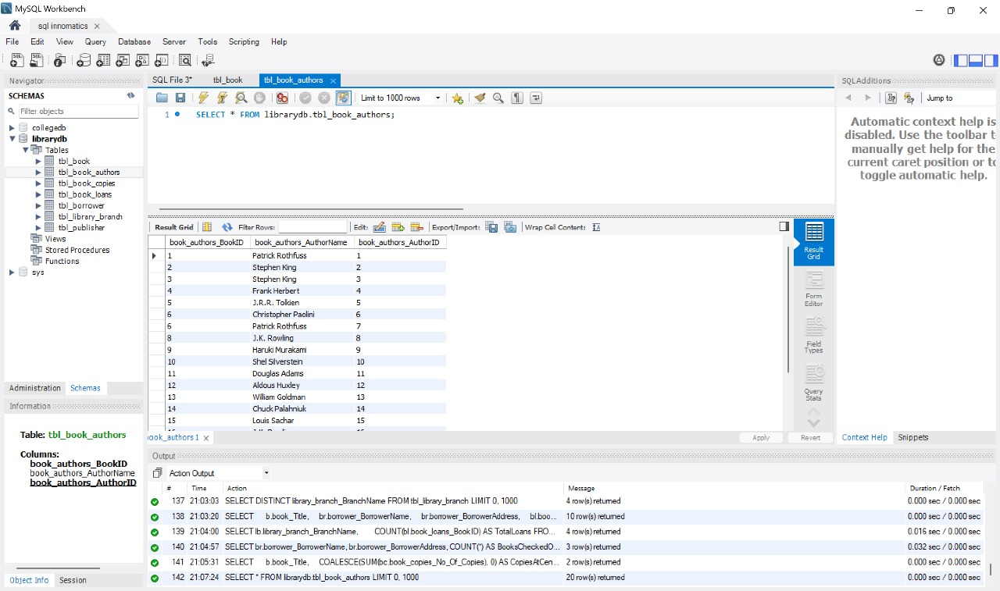 MySQL Workbench
sql innomatics
File Edit View Query Database Server Tools Scripting Help
Navigator
SCHEMAS
Filter objects
collegedb
librarydb
Tables
tbl_book
tbl_book_authors
tbl_book_copies
tbl_book_loans
tbl_borrower
tbl_library_branch
tbl_publisher
Views
Stored Procedures
Functions
sys
Administration Schemas
Information
Table: tbl_book_authors
Columns:
book_authors_BookID
book_authors_AuthorName
book_authors_AuthorID
Object Info Session
SQL File 3* tbl_book tbl_book_authors
Limit to 1000 rows
1 SELECT * FROM librarydb.tbl_book_authors;
Result Grid Filter Rows: Edit: Export/Import: Wrap Cell Content:
book_authors_BookID book_authors_AuthorName book_authors_AuthorID
1 Patrick Rothfuss 1
2 Stephen King 2
3 Stephen King 3
4 Frank Herbert 4
5 J.R.R. Tolkien 5
6 Christopher Paolini 6
6 Patrick Rothfuss 7
8 J.K. Rowling 8
9 Haruki Murakami 9
10 Shel Silverstein 10
11 Douglas Adams 11
12 Aldous Huxley 12
13 William Goldman 13
14 Chuck Palahniuk 14
15 Louis Sachar 15
Result Grid
Form Editor
Field Types
Query Stats
book_authors 1 Apply Revert
SQLAdditions
Jump to
Automatic context help is
disabled. Use the toolbar t
manually get help for the
current caret position or to
toggle automatic help.
Context Help Snippets
Output
Action Output
# Time Action Message Duration / Fetch
137 21:03:03 SELECT DISTINCT library_branch_BranchName FROM tbl_library_branch LIMIT 0, 1000 4 row(s) returned 0.000 sec / 0.000 sec
138 21:03:20 SELECT b.book_Title, br.borrower_BorrowerName, br.borrower_BorrowerAddress, bl.boo... 10 row(s) returned 0.000 sec / 0.000 sec
139 21:04:00 SELECT lb.library_branch_BranchName, COUNT(bl.book_loans_BookID) AS TotalLoans FRO... 4 row(s) returned 0.016 sec / 0.000 sec
140 21:04:57 SELECT br.borrower_BorrowerName, br.borrower_BorrowerAddress, COUNT(*) AS BooksCheckedO... 3 row(s) returned 0.032 sec / 0.000 sec
141 21:05:31 SELECT b.book_Title, COALESCE(SUM(bc.book_copies_No_Of_Copies), 0) AS CopiesAtCen... 2 row(s) returned 0.000 sec / 0.000 sec
142 21:07:24 SELECT * FROM librarydb.tbl_book_authors LIMIT 0, 1000 20 row(s) returned 0.000 sec / 0.000 sec